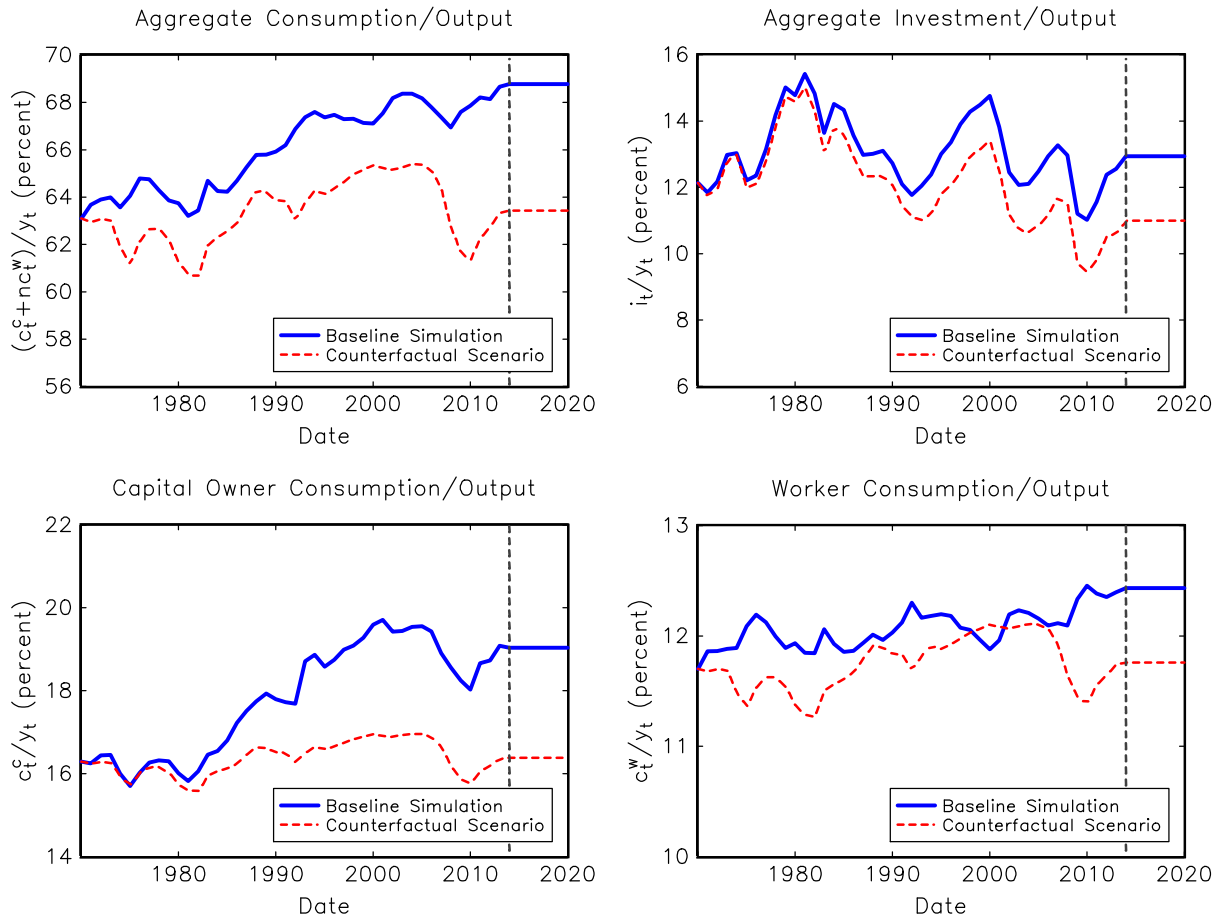 Aggregate Consumption/Output
70
68
66
64
62
60
58
56
(c_t^c+nc_t^w)/y_t (percent)
Baseline Simulation
Counterfactual Scenario
1980 1990 2000 2010 2020
Date
Aggregate Investment/Output
16
14
12
10
8
6
i_t/y_t (percent)
Baseline Simulation
Counterfactual Scenario
1980 1990 2000 2010 2020
Date
Capital Owner Consumption/Output
22
20
18
16
14
c_t^c/y_t (percent)
Baseline Simulation
Counterfactual Scenario
1980 1990 2000 2010 2020
Date
Worker Consumption/Output
13
12
11
10
c_t^w/y_t (percent)
Baseline Simulation
Counterfactual Scenario
1980 1990 2000 2010 2020
Date